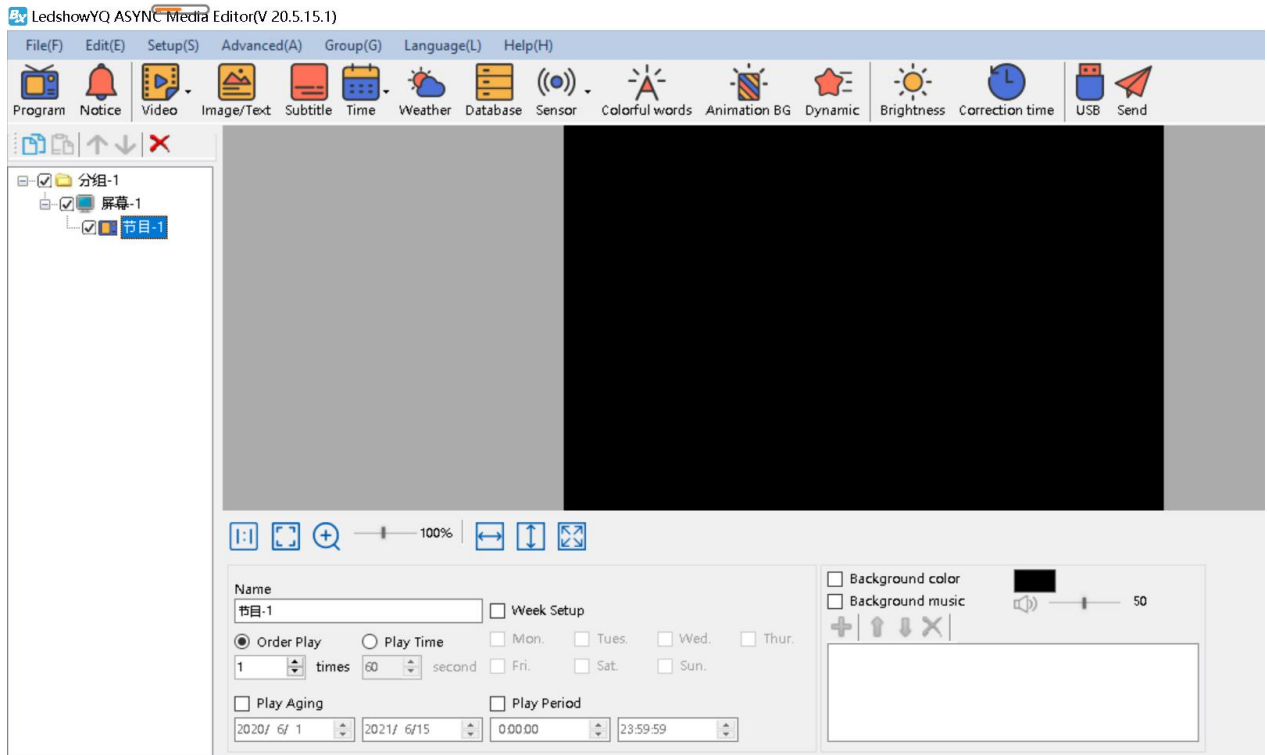 LedshowYQ ASYNC Media Editor(V 20.5.15.1)
File(F) Edit(E) Setup(S) Advanced(A) Group(G) Language(L) Help(H)
Program Notice Video Image/Text Subtitle Time Weather Database Sensor Colorful words Animation BG Dynamic Brightness Correction time USB Send
分组-1
屏幕-1
节目-1
1:1 100%
Name
节目-1
Week Setup
Order Play Play Time Mon. Tues. Wed. Thur.
1 times 60 second Fri. Sat. Sun.
Play Aging Play Period
2020/ 6/ 1 2021/ 6/15 0:00:00 23:59:59
Background color
Background music 50